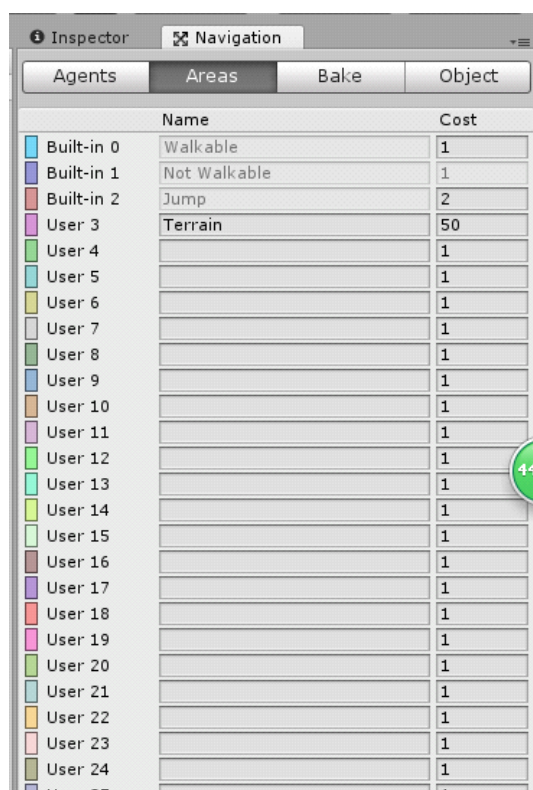 Inspector Navigation
Agents Areas Bake Object
Name Cost
Built-in 0 Walkable 1
Built-in 1 Not Walkable 1
Built-in 2 Jump 2
User 3 Terrain 50
User 4 1
User 5 1
User 6 1
User 7 1
User 8 1
User 9 1
User 10 1
User 11 1
User 12 1
44
User 13 1
User 14 1
User 15 1
User 16 1
User 17 1
User 18 1
User 19 1
User 20 1
User 21 1
User 22 1
User 23 1
User 24 1